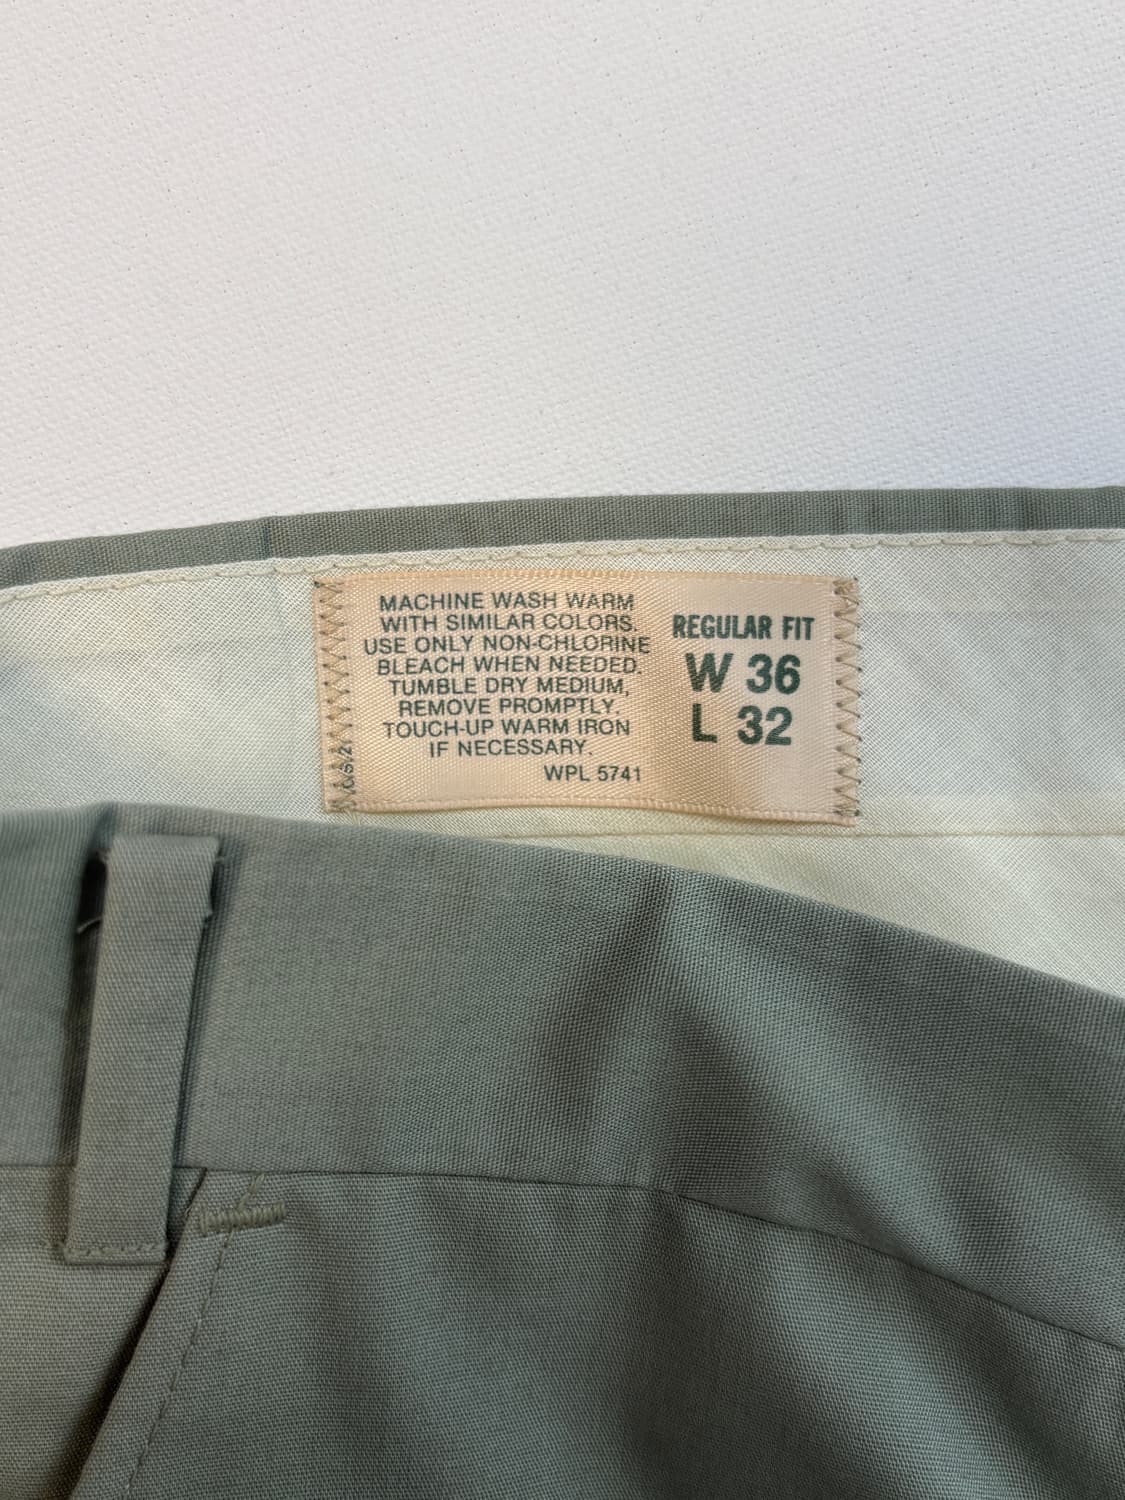 MACHINE WASH WARM
WITH SIMILAR COLORS.
USE ONLY NON-CHLORINE
BLEACH WHEN NEEDED.
TUMBLE DRY MEDIUM,
REMOVE PROMPTLY.
TOUCH-UP WARM IRON
IF NECESSARY.
WPL 5741
REGULAR FIT
W 36
L 32